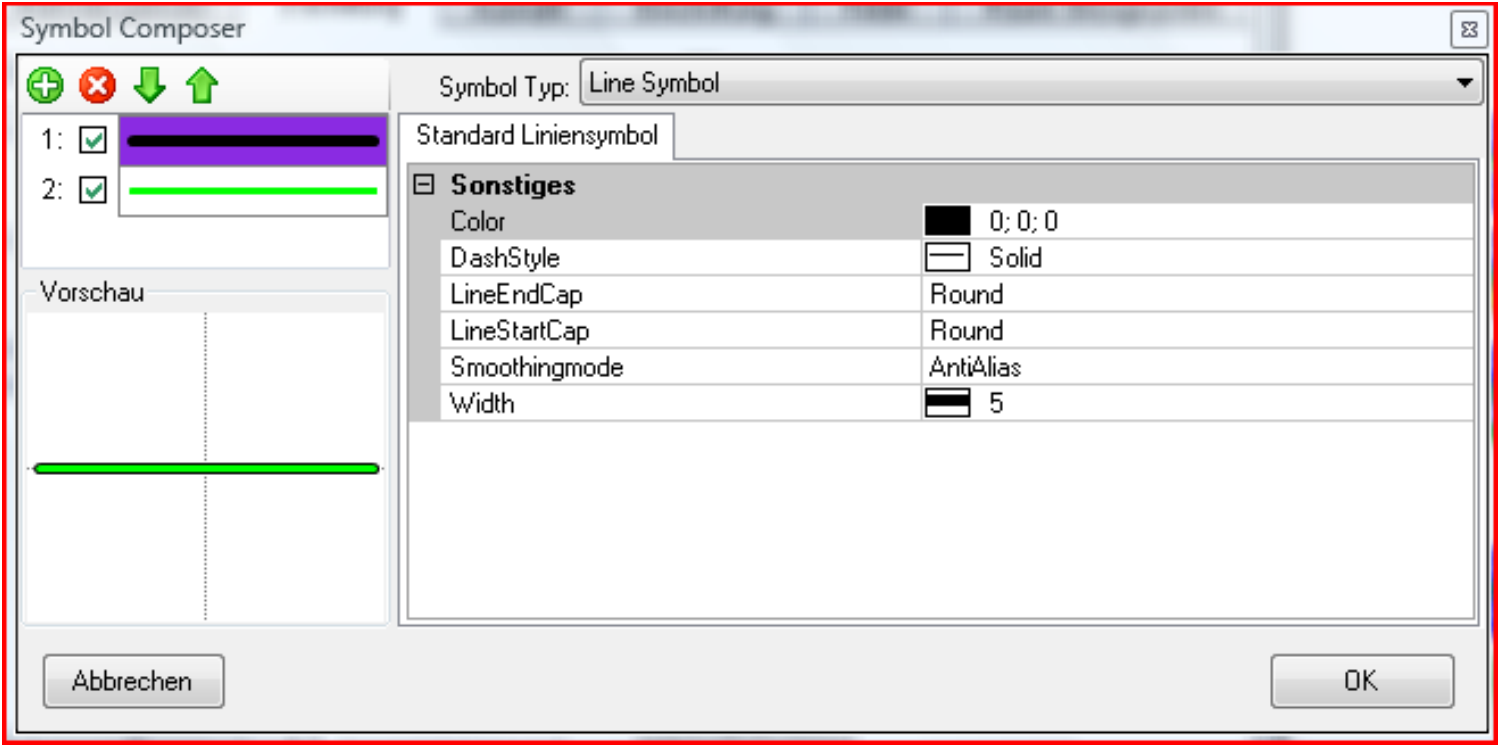 Symbol Composer
Symbol Typ: Line Symbol
1:
2:
Standard Liniensymbol
Sonstiges
Color 0; 0; 0
DashStyle Solid
LineEndCap Round
LineStartCap Round
Smoothingmode AntiAlias
Width 5
Vorschau
Abbrechen
OK